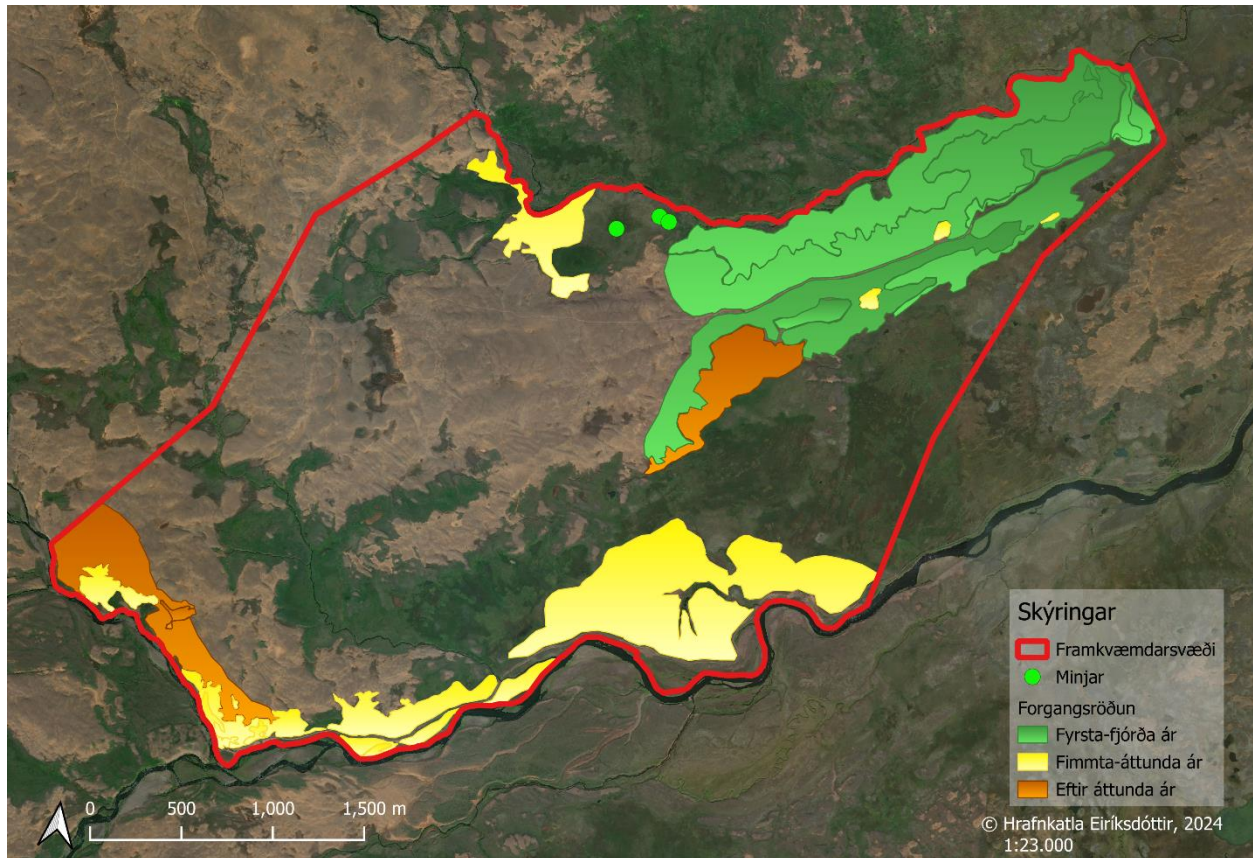 Skýringar
Framkvæmdarsvæði
Minjar
Forgangsröðun
Fyrsta-fjórða ár
Fimmta-áttunda ár
Eftir áttunda ár
0 500 1,000 1,500 m
© Hrafnkatla Eiríksdóttir, 2024
1:23.000